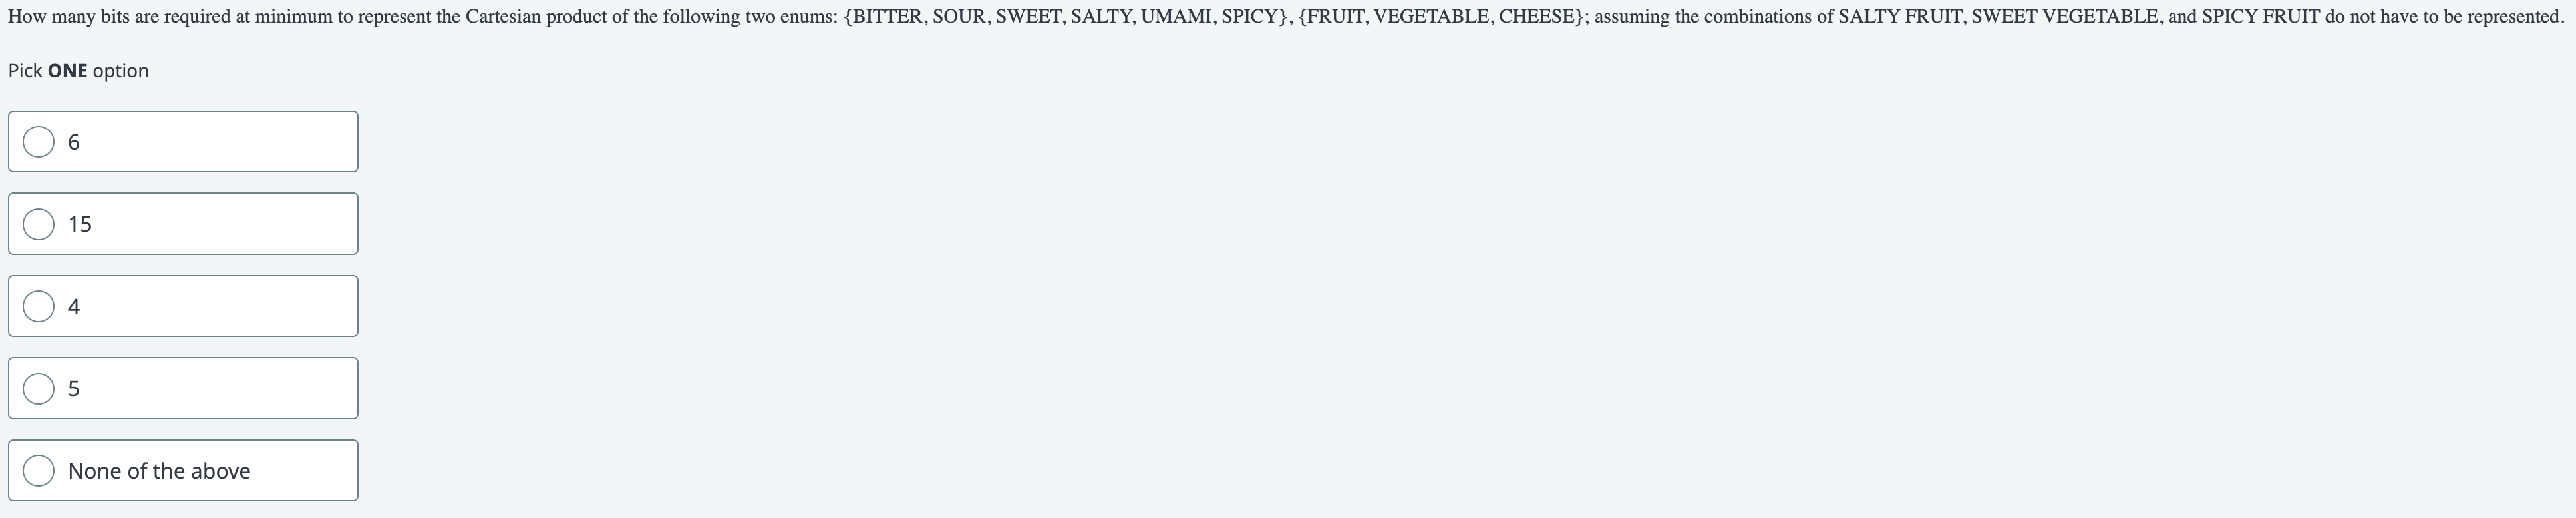 How many bits are required at minimum to represent the Cartesian product of the following two enums: {BITTER, SOUR, SWEET, SALTY, UMAMI, SPICY}, {FRUIT, VEGETABLE, CHEESE}; assuming the combinations of SALTY FRUIT, SWEET VEGETABLE, and SPICY FRUIT do not have to be represented.
Pick ONE option
6
15
4
5
None of the above